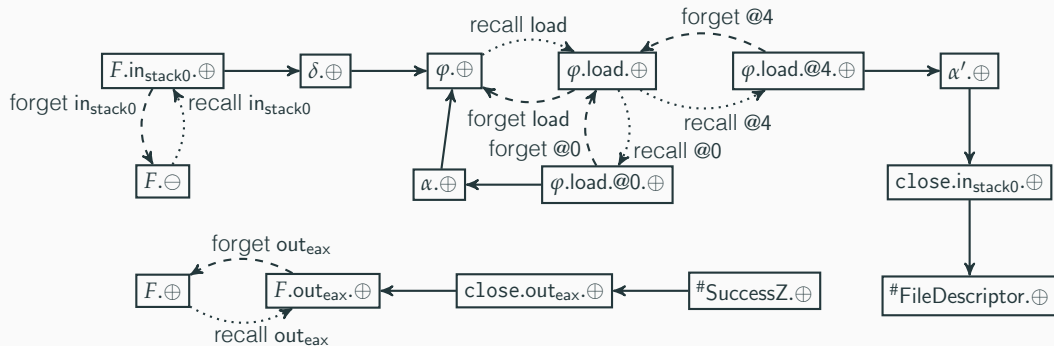 forget @4
recall load
F.in_stack0.⊕
δ.⊕
φ.⊕
φ.load.⊕
φ.load.@4.⊕
α′.⊕
forget in_stack0
recall in_stack0
forget load
recall @4
forget @0
recall @0
F.⊖
α.⊕
φ.load.@0.⊕
close.in_stack0.⊕
forget out_eax
F.⊕
F.out_eax.⊕
close.out_eax.⊕
#SuccessZ.⊕
#FileDescriptor.⊕
recall out_eax